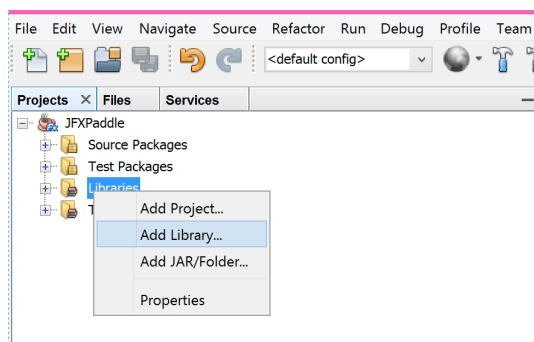 File Edit View Navigate Source Refactor Run Debug Profile Team
<default config>
Projects × Files Services
JFXPaddle
Source Packages
Test Packages
Libraries
Add Project...
Add Library...
Add JAR/Folder...
Properties